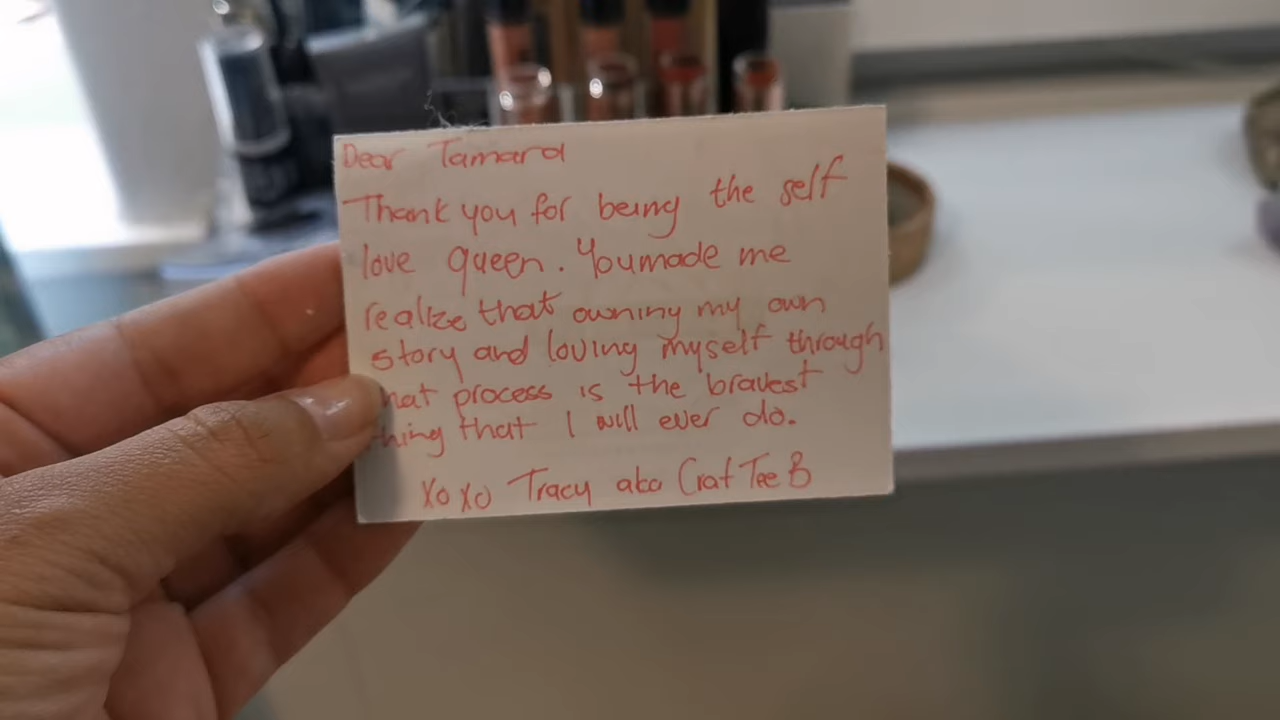 Dear Tamara
Thank you for being the self
love queen. You made me
realize that owning my own
story and loving myself through
that process is the bravest
thing that I will ever do.
XoXo Tracy aka CrafTee B